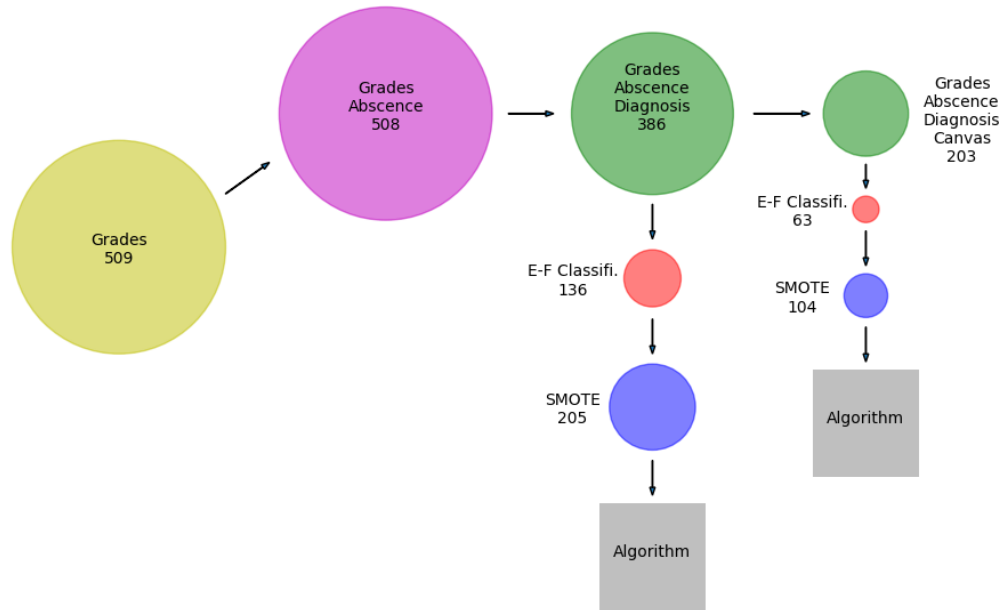 Grades
509
Grades
Abscence
508
Grades
Abscence
Diagnosis
386
Grades
Abscence
Diagnosis
Canvas
203
E-F Classifi.
136
SMOTE
205
Algorithm
E-F Classifi.
63
SMOTE
104
Algorithm